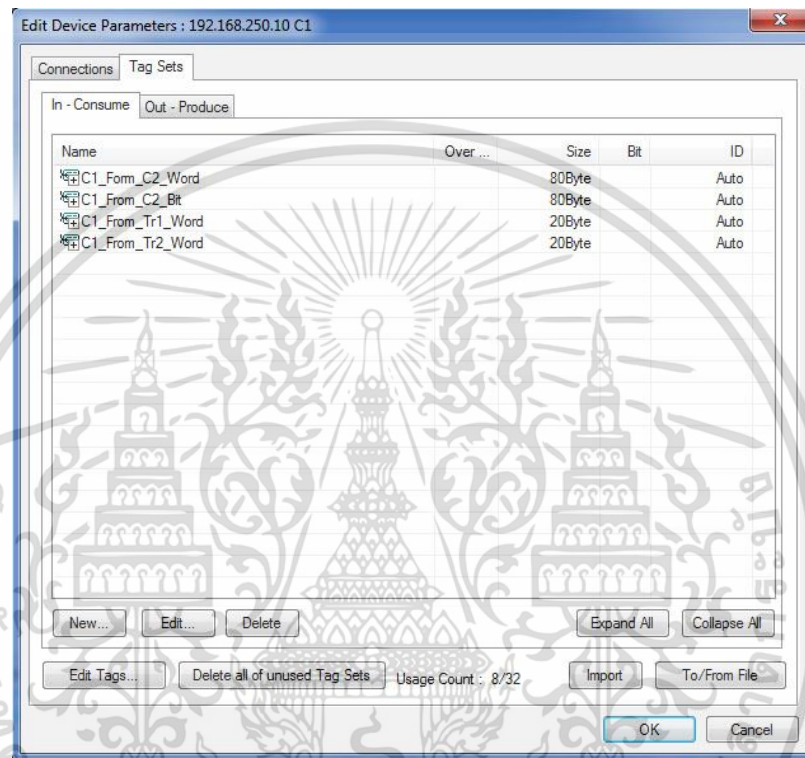 Edit Device Parameters : 192.168.250.10 C1
Connections Tag Sets
In - Consume Out - Produce
Name Over ... Size Bit ID
C1_Form_C2_Word 80Byte Auto
C1_From_C2_Bit 80Byte Auto
C1_From_Tr1_Word 20Byte Auto
C1_From_Tr2_Word 20Byte Auto
New... Edit... Delete Expand All Collapse All
Edit Tags... Delete all of unused Tag Sets Usage Count : 8/32 Import To/From File
OK Cancel